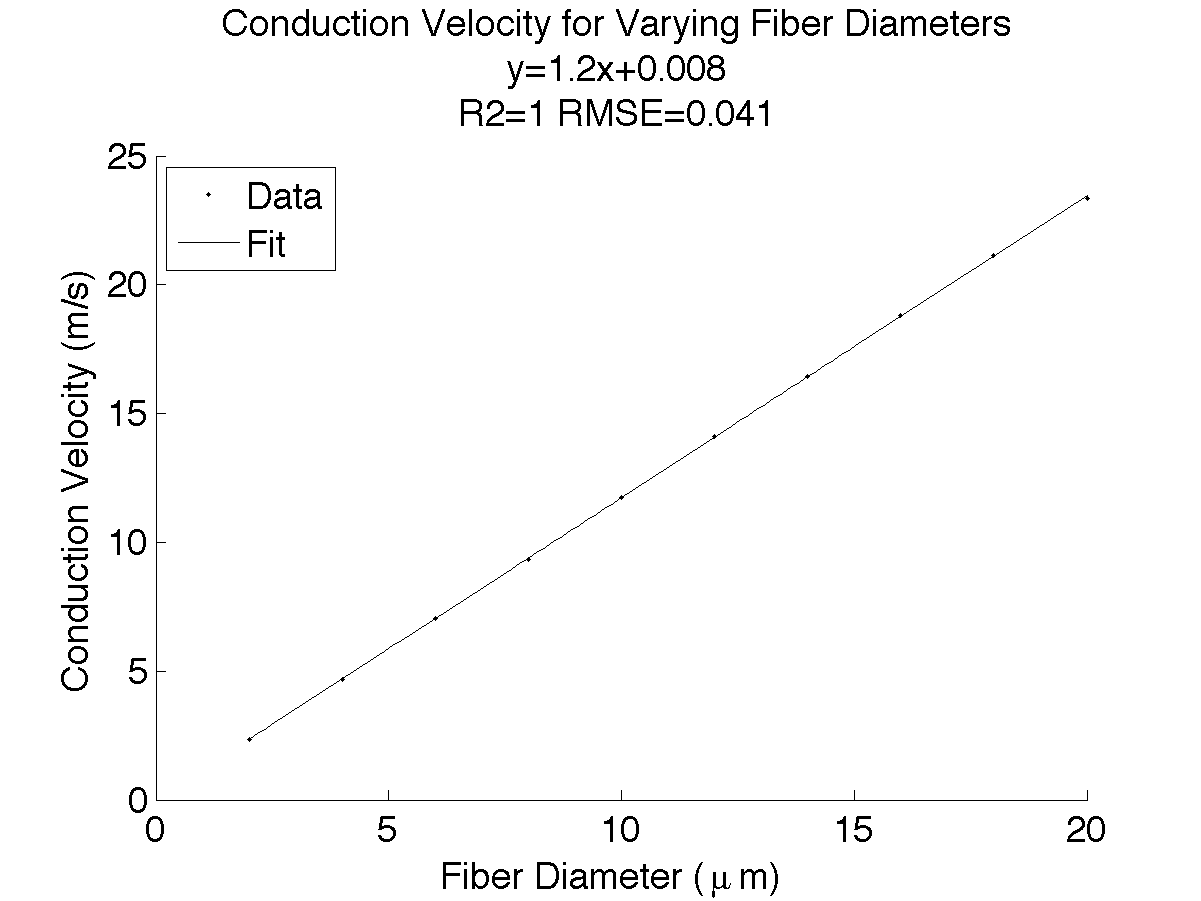 Conduction Velocity for Varying Fiber Diameters
y=1.2x+0.008
R2=1 RMSE=0.041
25
Data
Fit
20
15
10
5
0
Conduction Velocity (m/s)
0 5 10 15 20
Fiber Diameter (μ m)